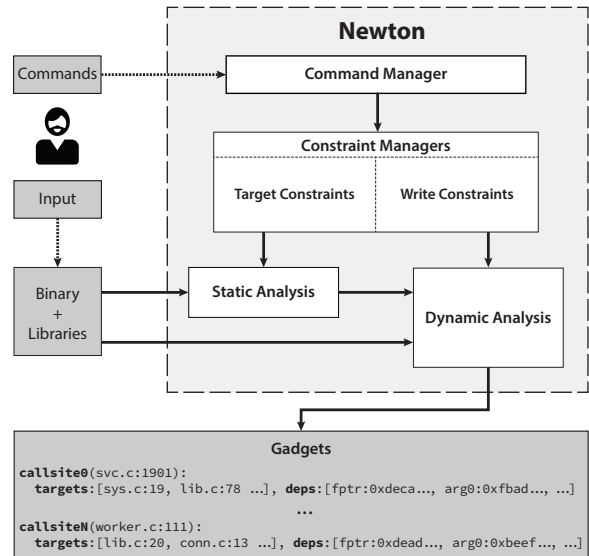 Newton
Commands
Command Manager
Constraint Managers
Target Constraints
Write Constraints
Input
Binary
+
Libraries
Static Analysis
Dynamic Analysis
Gadgets
callsite0(svc.c:1901):
targets:[sys.c:19, lib.c:78 …], deps:[fptr:0xdeca…, arg0:0xfbad…, …]
…
callsiteN(worker.c:111):
targets:[lib.c:20, conn.c:13 …], deps:[fptr:0xdead…, arg0:0xbeef…, …]